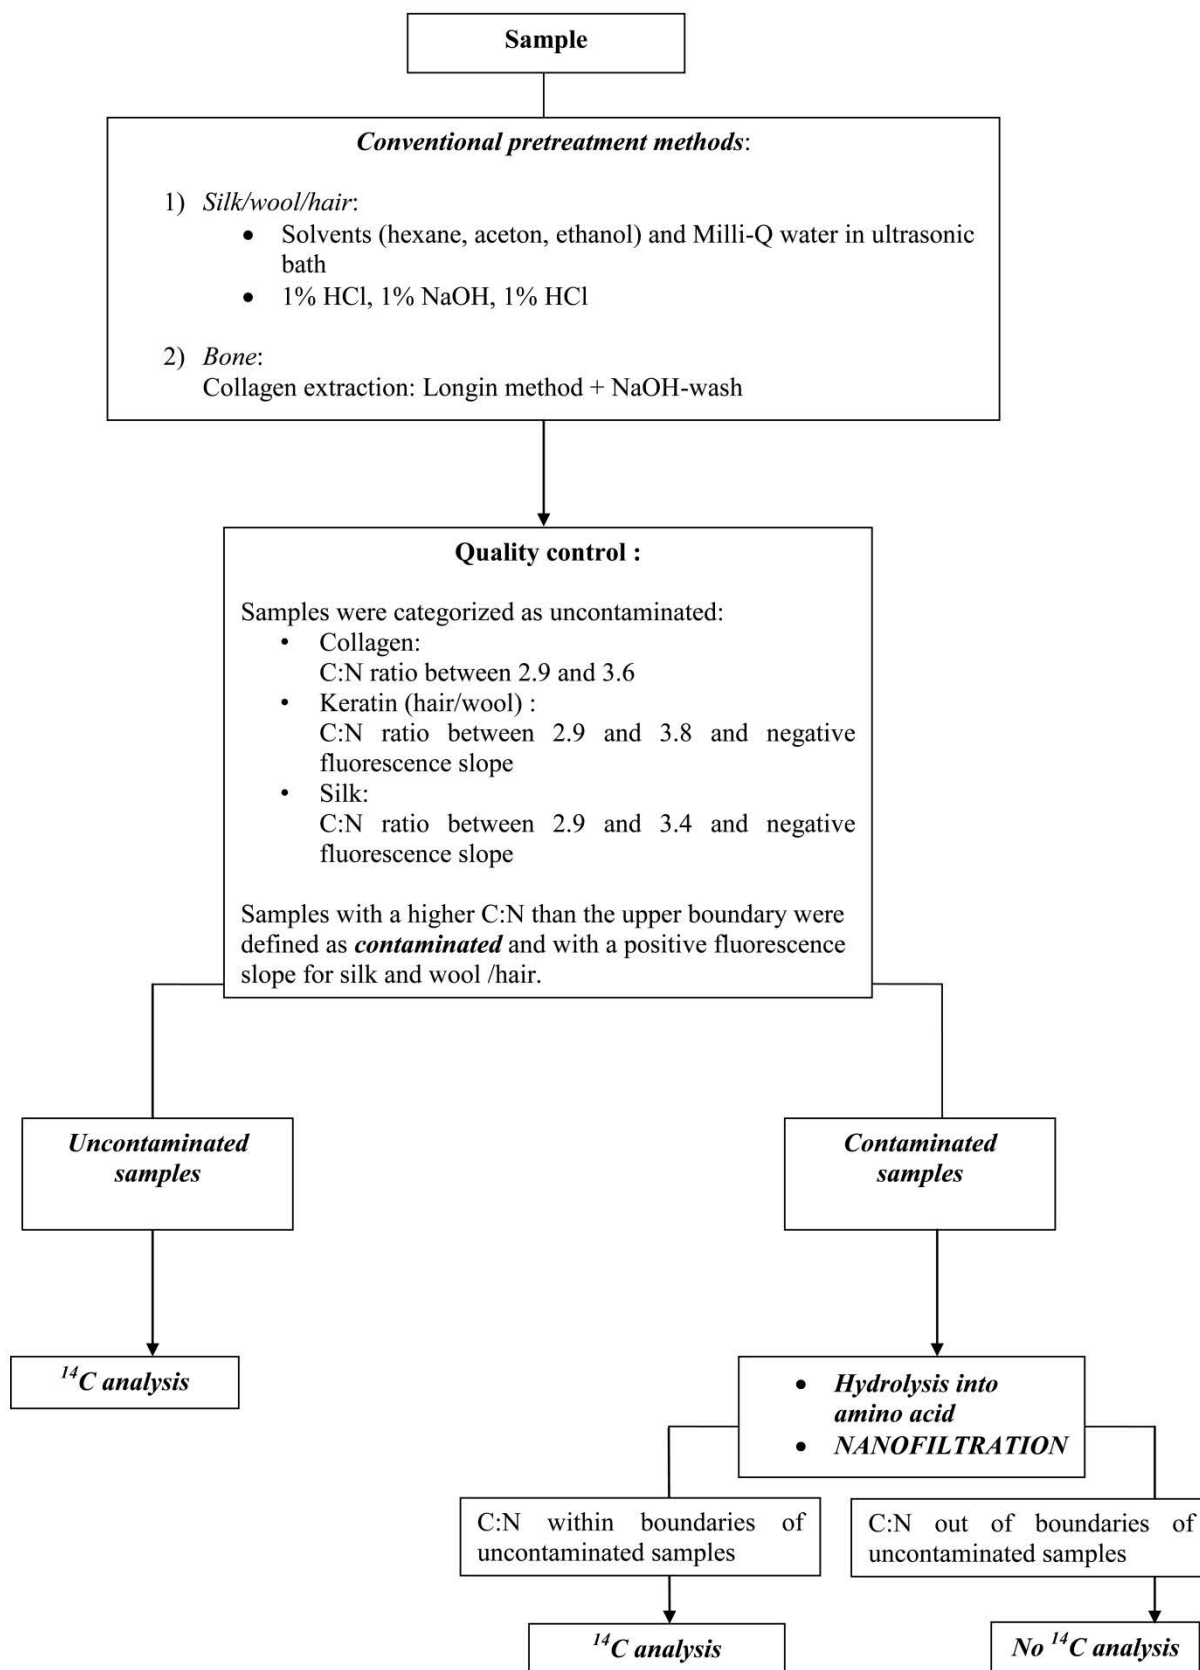 Sample
Conventional pretreatment methods:
1) Silk/wool/hair:
• Solvents (hexane, aceton, ethanol) and Milli-Q water in ultrasonic
bath
• 1% HCl, 1% NaOH, 1% HCl
2) Bone:
Collagen extraction: Longin method + NaOH-wash
Quality control :
Samples were categorized as uncontaminated:
• Collagen:
C:N ratio between 2.9 and 3.6
• Keratin (hair/wool) :
C:N ratio between 2.9 and 3.8 and negative
fluorescence slope
• Silk:
C:N ratio between 2.9 and 3.4 and negative
fluorescence slope
Samples with a higher C:N than the upper boundary were
defined as contaminated and with a positive fluorescence
slope for silk and wool /hair.
Uncontaminated
samples
Contaminated
samples
¹⁴C analysis
• Hydrolysis into
amino acid
• NANOFILTRATION
C:N within boundaries of
uncontaminated samples
C:N out of boundaries of
uncontaminated samples
¹⁴C analysis
No ¹⁴C analysis